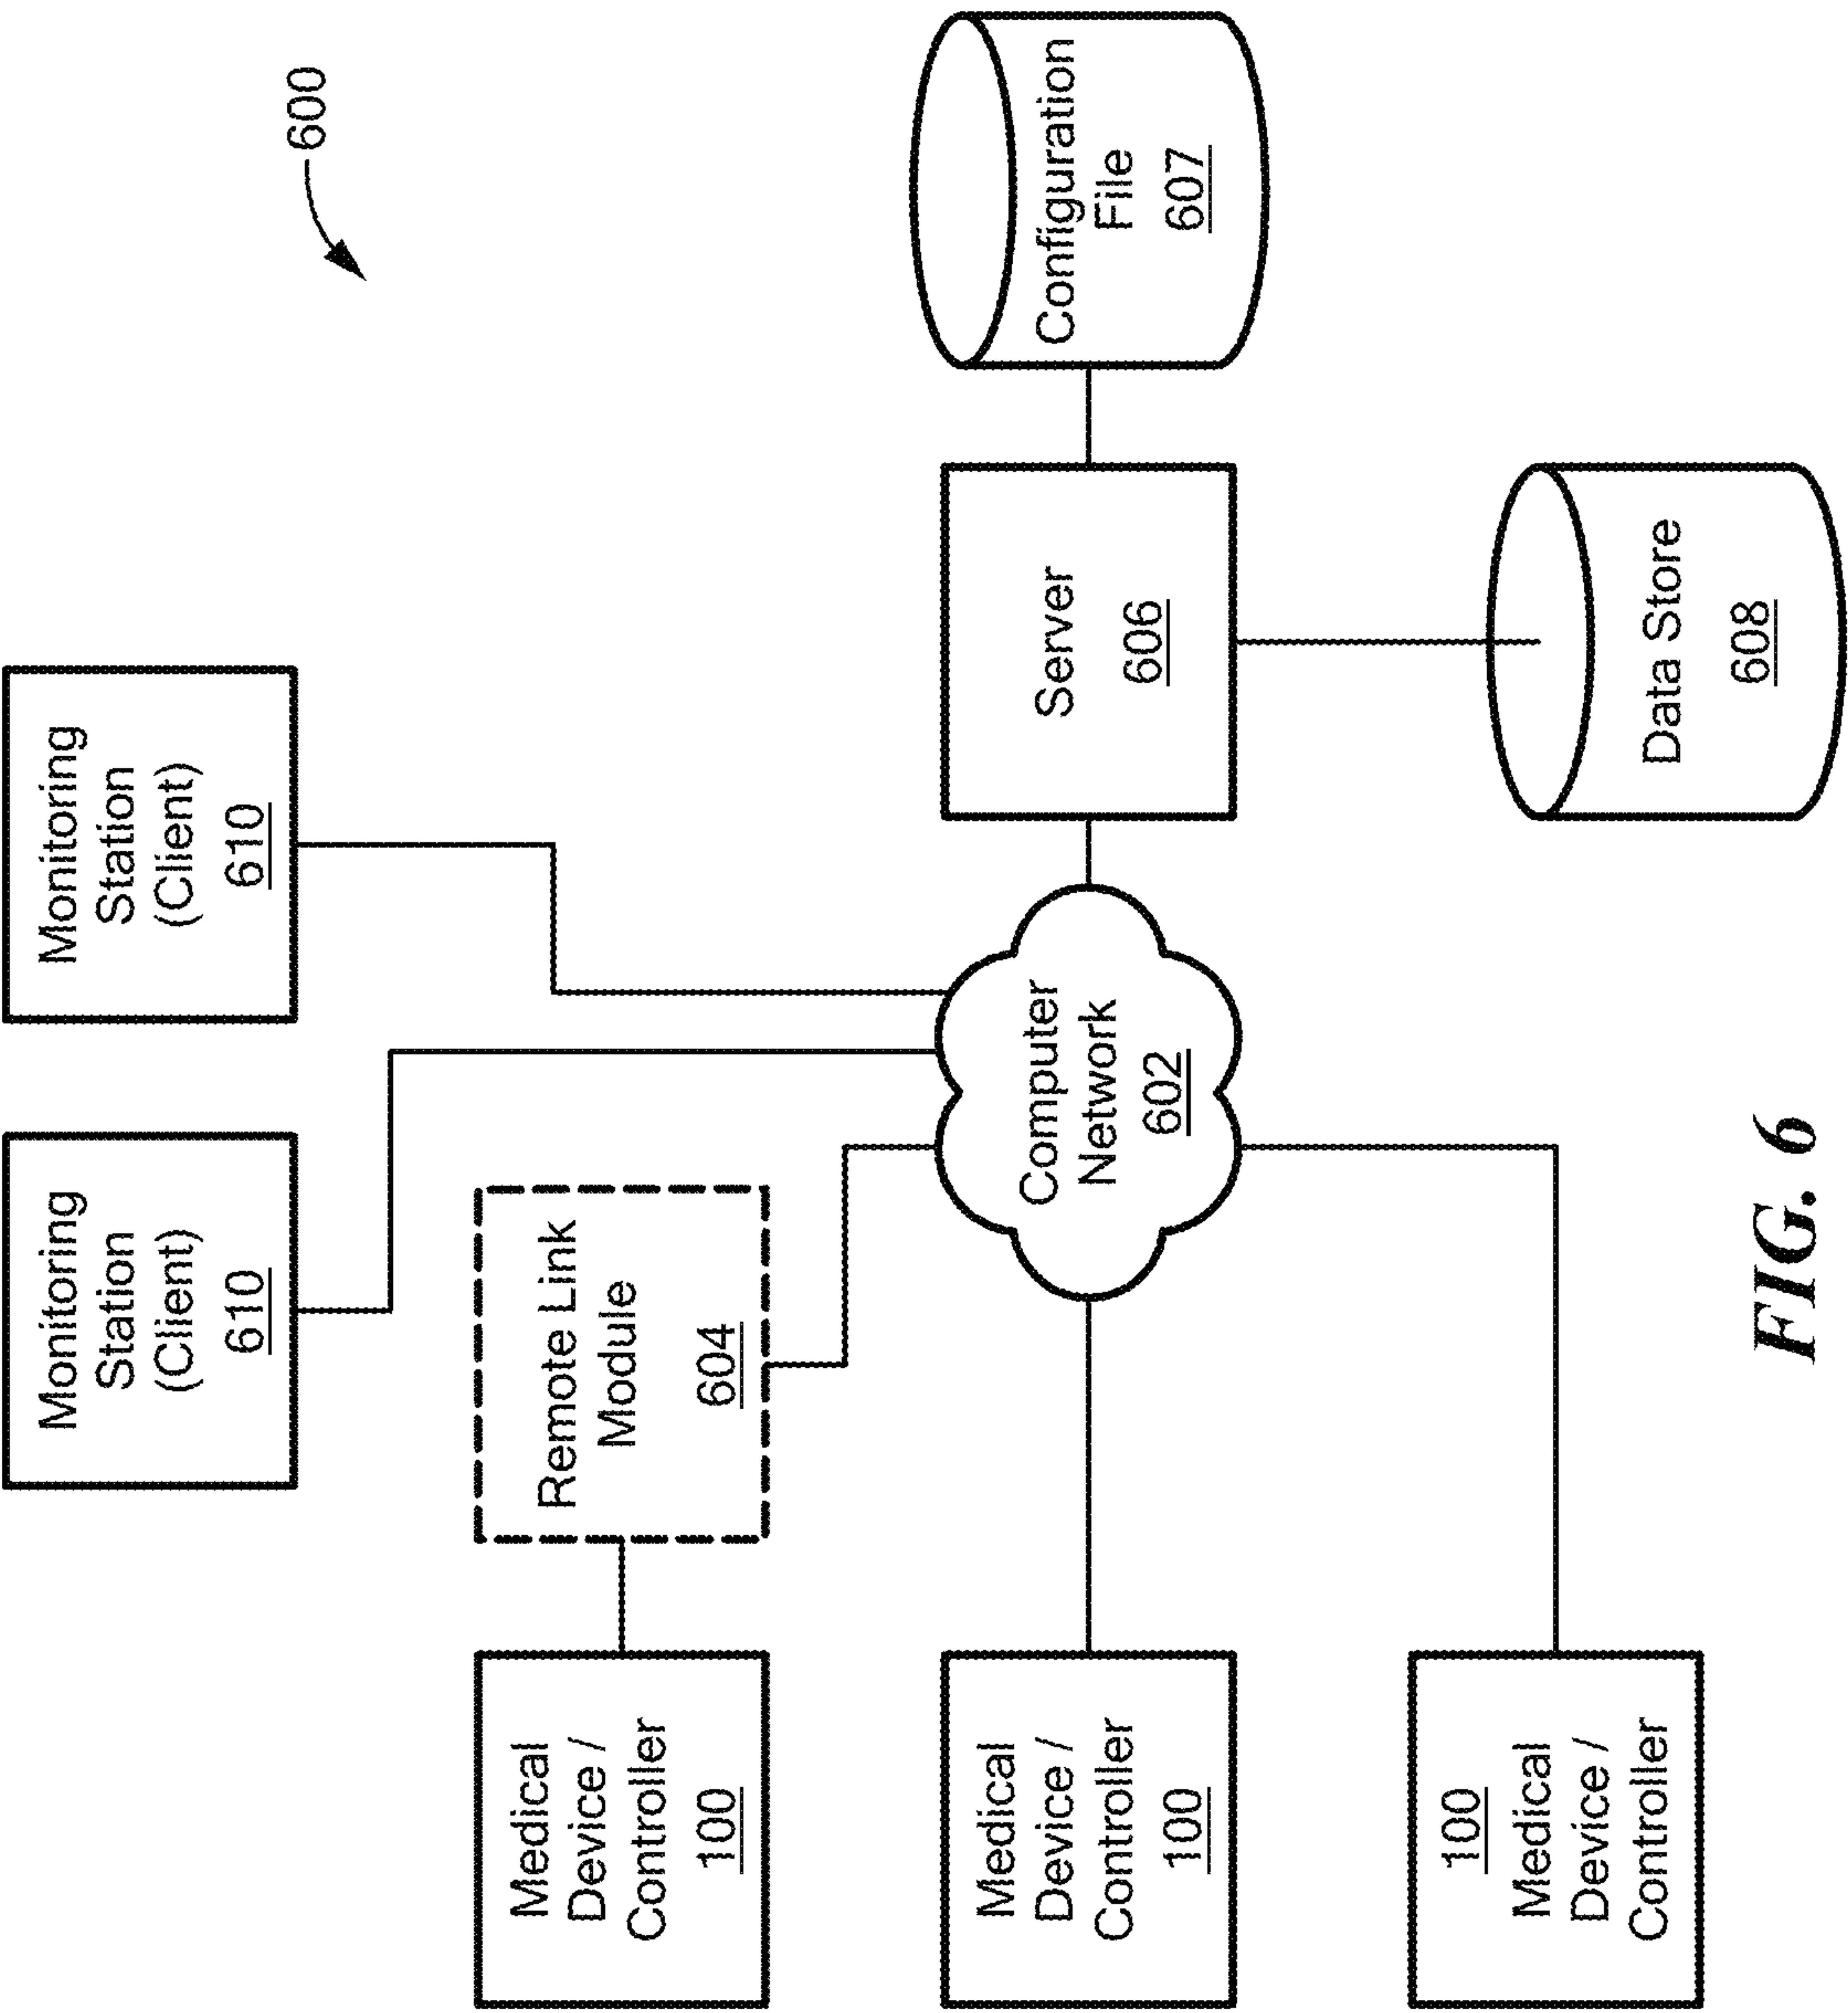 600
Monitoring
Station
(Client)
610
Monitoring
Station
(Client)
610
Medical
Device /
Controller
100
Remote Link
Module
604
Medical
Device /
Controller
100
Computer
Network
602
Server
606
Configuration
File
607
100
Medical
Device /
Controller
Data Store
608
FIG. 6